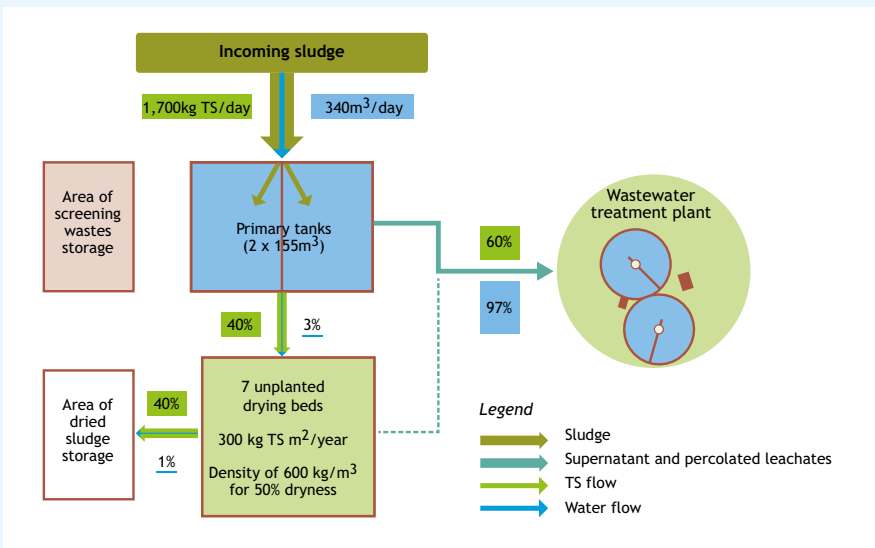 Incoming sludge
1,700kg TS/day
340m³/day
Area of
screening
wastes
storage
Primary tanks
(2 x 155m³)
Wastewater
treatment plant
60%
97%
40%
3%
Area of
dried
sludge
storage
40%
1%
7 unplanted
drying beds
300 kg TS m²/year
Density of 600 kg/m³
for 50% dryness
Legend
Sludge
Supernatant and percolated leachates
TS flow
Water flow